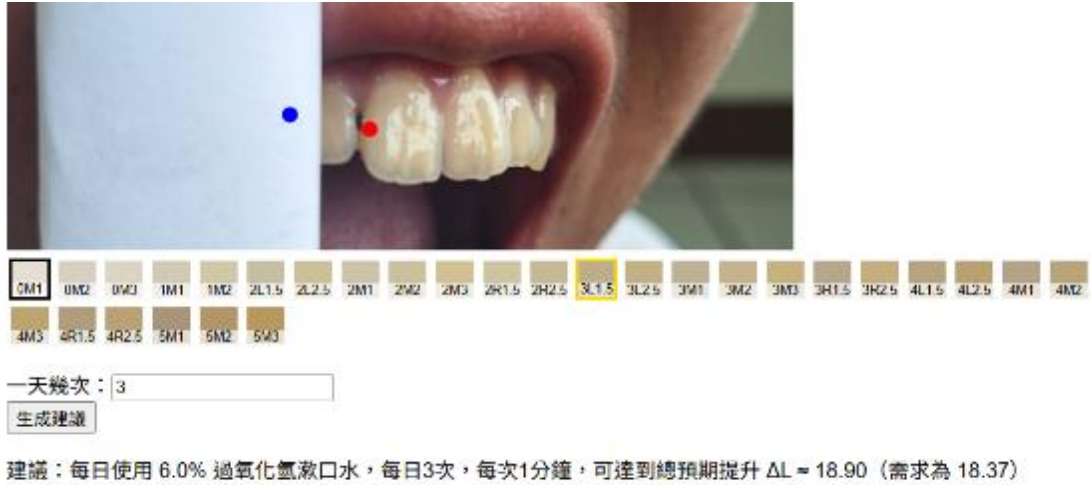 0M1 0M2 0M3 1M1 1M2 2L1.5 2L2.5 2M1 2M2 2M3 2R1.5 2R2.5 3L1.5 3L2.5 3M1 3M2 3M3 3R1.5 3R2.5 4L1.5 4L2.5 4M1 4M2
4M3 4R1.5 4R2.5 5M1 5M2 5M3
一天幾次：3
生成建議
建議：每日使用 6.0% 過氧化氫漱口水，每日3次，每次1分鐘，可達到總預期提升 ΔL ≈ 18.90（需求為 18.37）